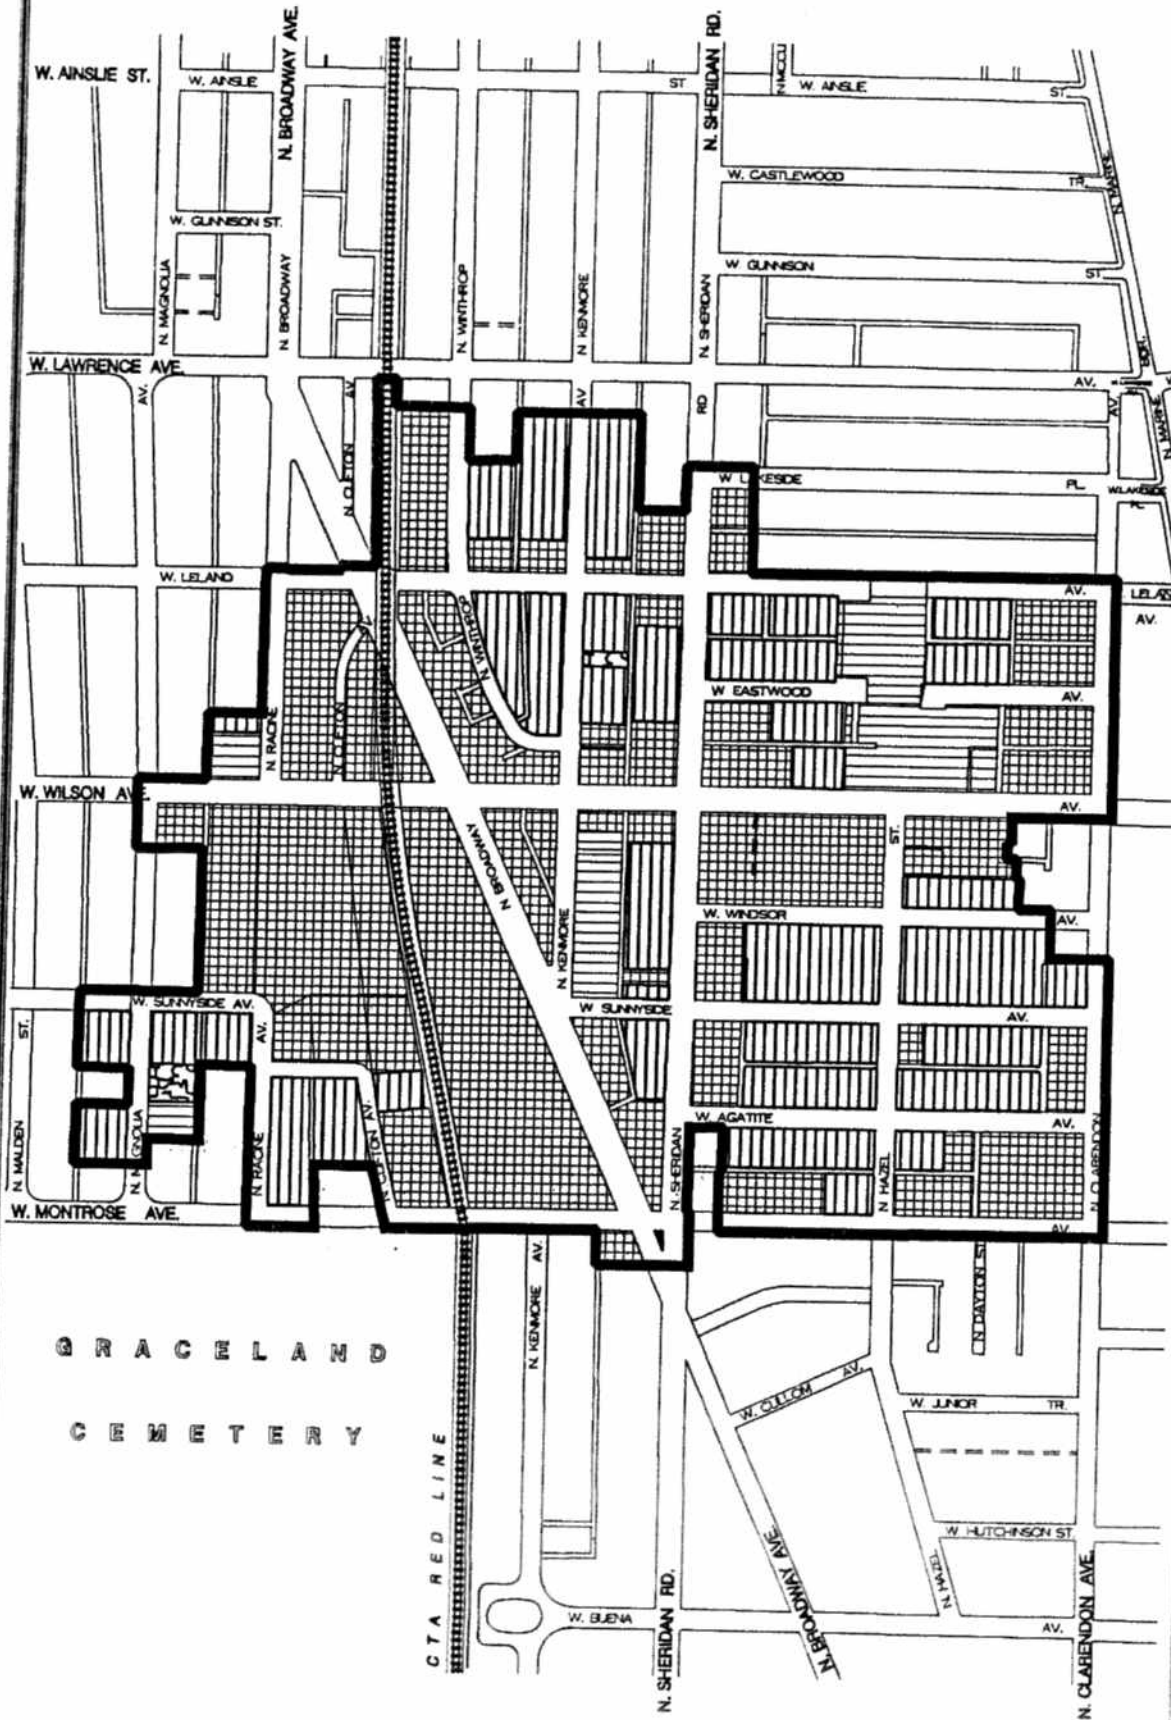 N. BROADWAY AVE.
N. SHERIDAN RD.
W. AINSLIE ST.
W. AINSLIE
ST
W. AINSLIE
ST.
W. CASTLEWOOD
TR.
N. MARINE
W. GUNNISON ST.
W. GUNNISON
ST
N. MAGNOLIA
N. BROADWAY
N. WINTHROP
N. KENMORE
N. SHERIDAN
W. LAWRENCE AVE.
AV.
AV.
AV
RD
AV.
AV.
N. MARINE
N. CLIFTON
W LAKESIDE
PL.
W. LAKESIDE
PL.
W. LELAND
AV.
AV.
N. WINTHROP
W EASTWOOD
AV.
N. RACINE
N. CLIFTON
W. WILSON AVE.
AV.
N BROADWAY
ST.
W. WINDSOR
AV.
N. KENMORE
W. SUNNYSIDE AV.
W SUNNYSIDE
AV.
ST.
AV.
W. AGATITE
AV.
N. MALDEN
N. MAGNOLIA
N. RACINE
N. CLIFTON AV.
N. SHERIDAN
N. HAZEL
N. CLARENDON
W. MONTROSE AVE.
AV.
N. KENMORE AV.
N DAYTON ST.
GRACELAND
CEMETERY
W. CULLOM AV.
W. JUNIOR TR.
CTA RED LINE
W. HUTCHINSON ST.
N. HAZEL
W. BUENA
AV.
N. SHERIDAN RD.
N. BROADWAY AVE.
N. CLARENDON AVE.